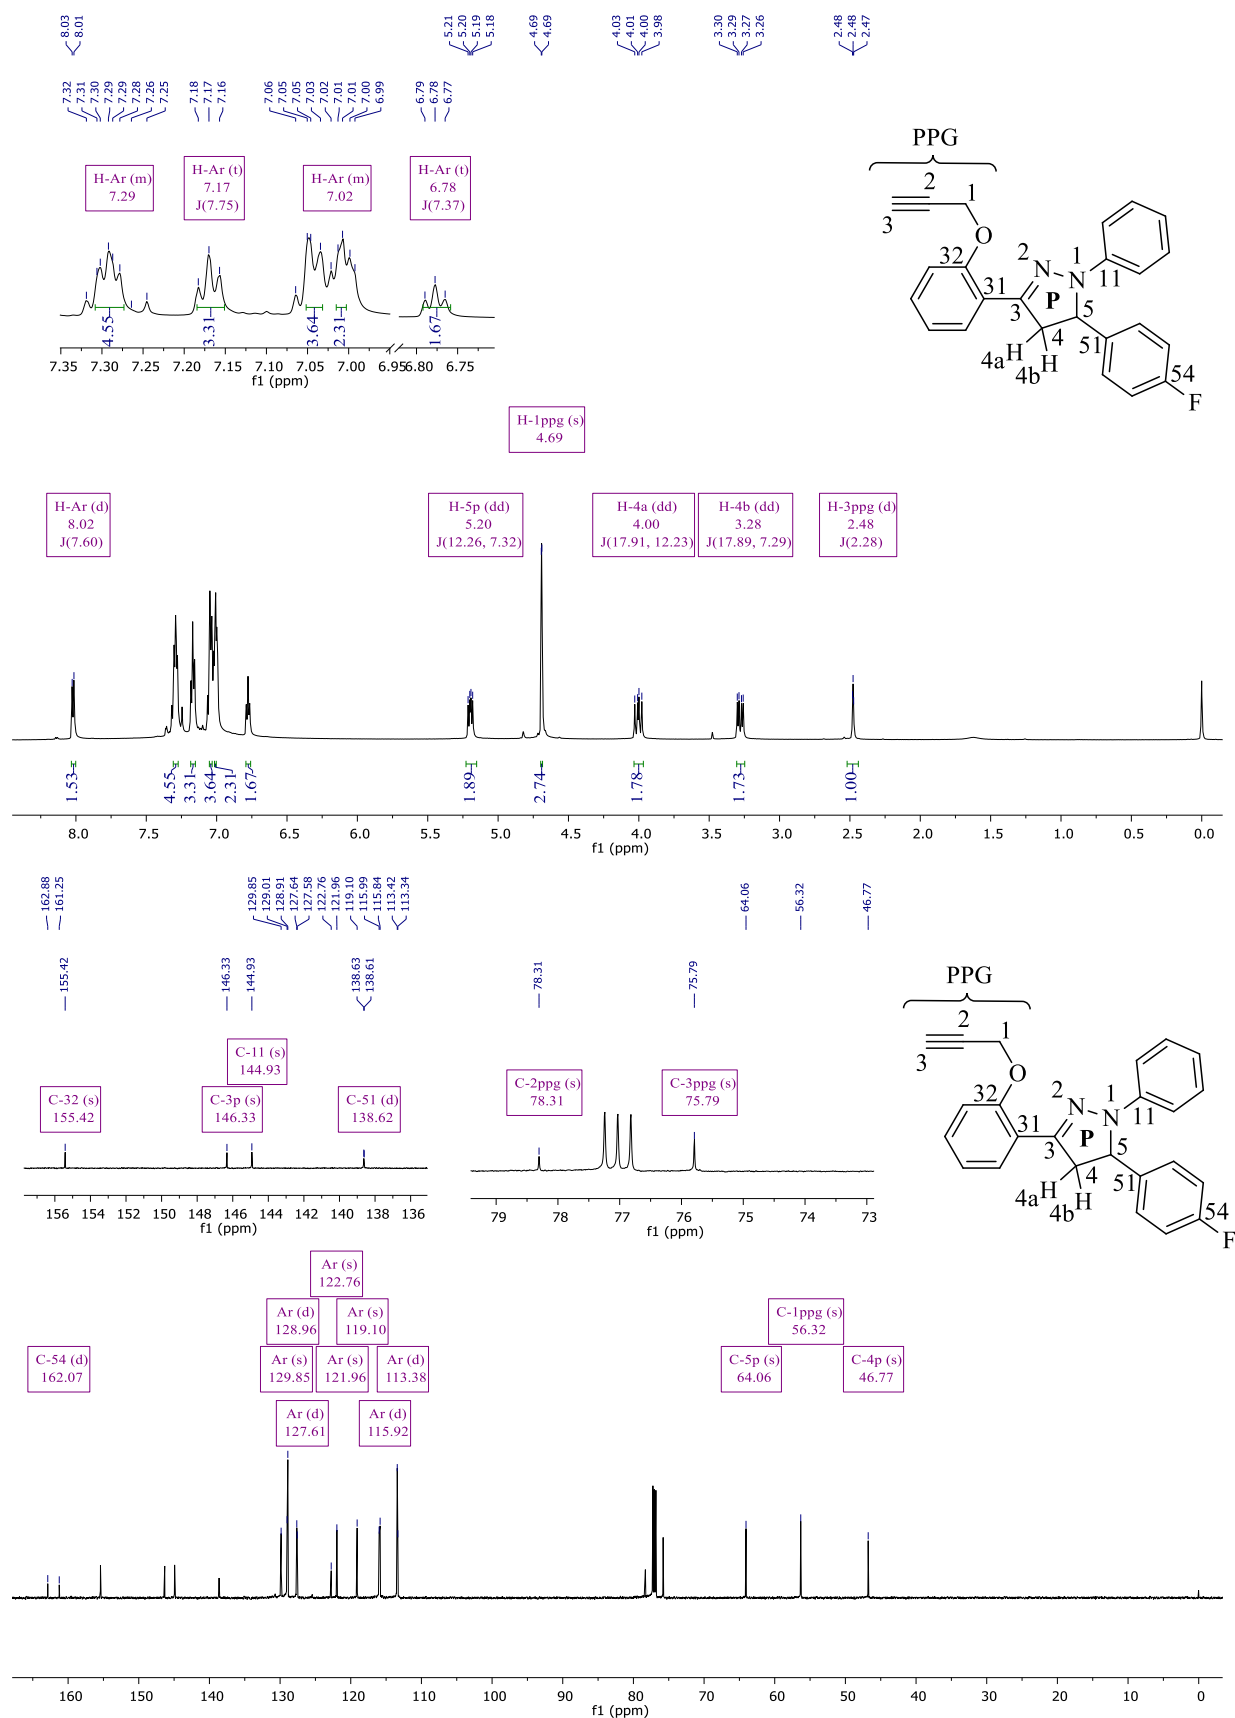 8.03
8.01
5.21
5.20
5.19
5.18
4.69
4.69
4.03
4.01
4.00
3.98
3.30
3.29
3.27
3.26
2.48
2.48
2.47
7.32
7.31
7.30
7.29
7.29
7.28
7.26
7.25
7.18
7.17
7.16
7.06
7.05
7.05
7.03
7.02
7.01
7.01
7.00
6.99
6.79
6.78
6.77
H-Ar (m)
7.29
H-Ar (t)
7.17
J(7.75)
H-Ar (m)
7.02
H-Ar (t)
6.78
J(7.37)
4.55
3.31
3.64
2.31
1.67
7.35 7.30 7.25 7.20 7.15 7.10 7.05 7.00 6.95 6.80 6.75
f1 (ppm)
PPG
2
1
3
O
32
31
2
N
1
N
11
P
3
5
4
4a
H
H
4b
51
54
F
H-1ppg (s)
4.69
H-Ar (d)
8.02
J(7.60)
H-5p (dd)
5.20
J(12.26, 7.32)
H-4a (dd)
4.00
J(17.91, 12.23)
H-4b (dd)
3.28
J(17.89, 7.29)
H-3ppg (d)
2.48
J(2.28)
1.53
4.55
3.31
3.64
2.31
1.67
1.89
2.74
1.78
1.73
1.00
8.0 7.5 7.0 6.5 6.0 5.5 5.0 4.5 4.0 3.5 3.0 2.5 2.0 1.5 1.0 0.5 0.0
f1 (ppm)
162.88
161.25
129.85
129.01
128.91
127.64
127.58
122.76
121.96
119.10
115.99
115.84
113.42
113.34
64.06
56.32
46.77
155.42
146.33
144.93
138.63
138.61
78.31
75.79
C-11 (s)
144.93
C-32 (s)
155.42
C-3p (s)
146.33
C-51 (d)
138.62
C-2ppg (s)
78.31
C-3ppg (s)
75.79
156 154 152 150 148 146 144 142 140 138 136
f1 (ppm)
79 78 77 76 75 74 73
f1 (ppm)
PPG
2
1
3
O
32
31
2
N
1
N
11
P
3
5
4
4a
H
H
4b
51
54
F
Ar (s)
122.76
Ar (d)
128.96
Ar (s)
119.10
C-1ppg (s)
56.32
C-54 (d)
162.07
Ar (s)
129.85
Ar (s)
121.96
Ar (d)
113.38
C-5p (s)
64.06
C-4p (s)
46.77
Ar (d)
127.61
Ar (d)
115.92
160 150 140 130 120 110 100 90 80 70 60 50 40 30 20 10 0
f1 (ppm)